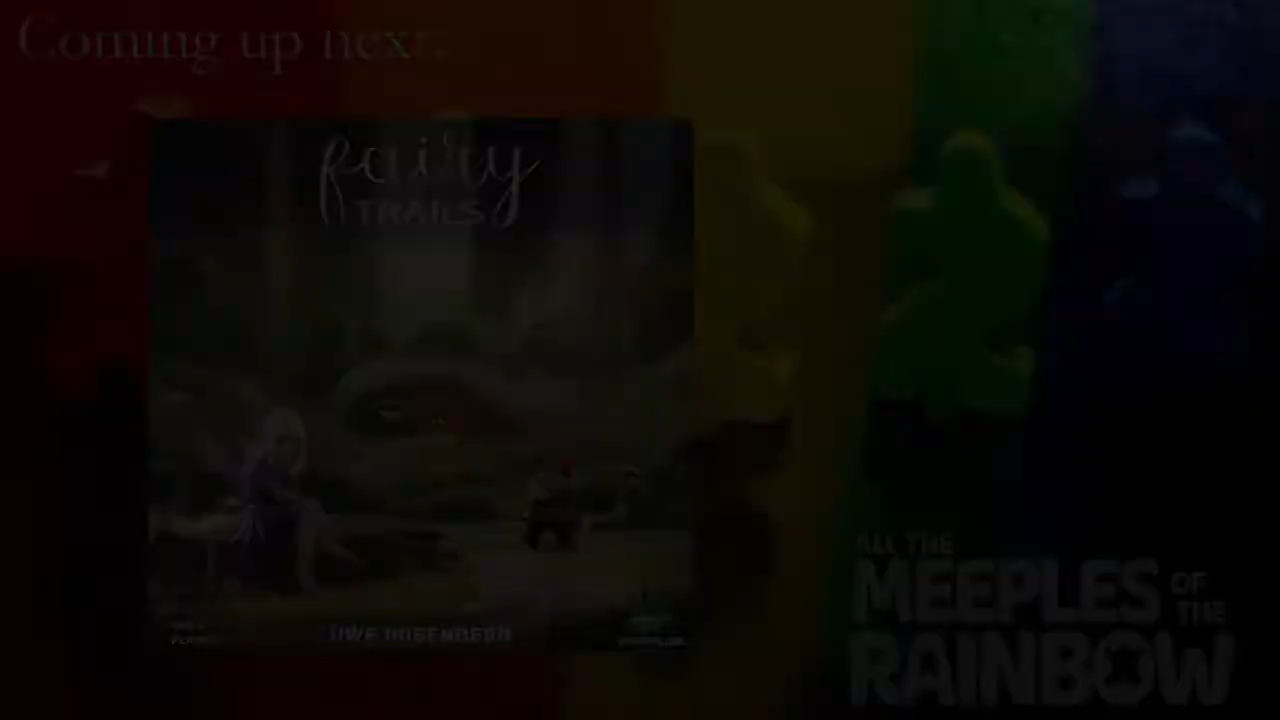 Coming up next:
fairy
TRAILS
UWE ROSENBERG
ALL THE
MEEPLES OF
THE
RAINBOW